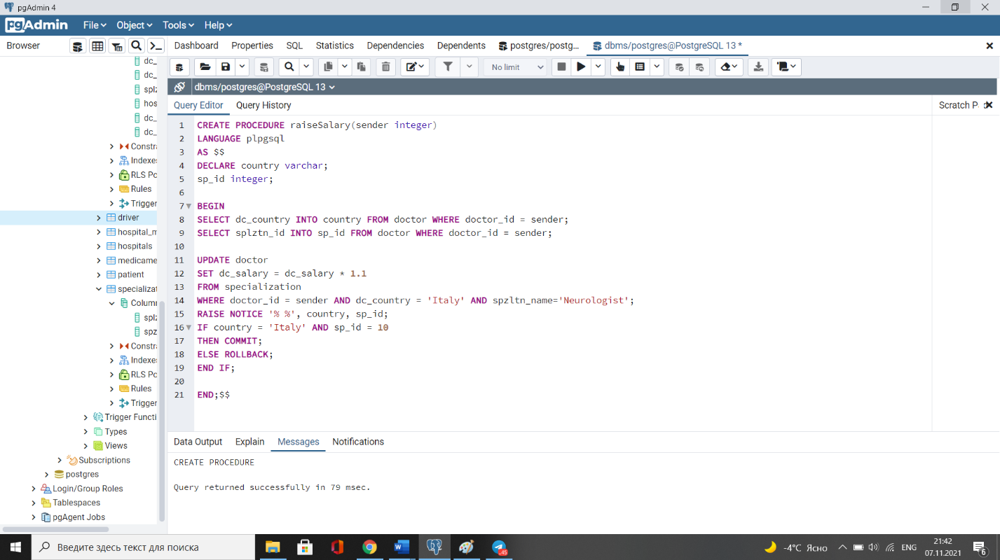 pgAdmin 4
pgAdmin File Object Tools Help
Browser Dashboard Properties SQL Statistics Dependencies Dependents postgres/postg... dbms/postgres@PostgreSQL 13 *
No limit
dbms/postgres@PostgreSQL 13
Query Editor Query History Scratch P
1 CREATE PROCEDURE raiseSalary(sender integer)
2 LANGUAGE plpgsql
3 AS $$
4 DECLARE country varchar;
5 sp_id integer;
6
7 BEGIN
8 SELECT dc_country INTO country FROM doctor WHERE doctor_id = sender;
9 SELECT splztn_id INTO sp_id FROM doctor WHERE doctor_id = sender;
10
11 UPDATE doctor
12 SET dc_salary = dc_salary * 1.1
13 FROM specialization
14 WHERE doctor_id = sender AND dc_country = 'Italy' AND spzltn_name='Neurologist';
15 RAISE NOTICE '% %', country, sp_id;
16 IF country = 'Italy' AND sp_id = 10
17 THEN COMMIT;
18 ELSE ROLLBACK;
19 END IF;
20
21 END;$$
dc_
dc_
splz
hos
dc_
dc_
Constra
Indexe
RLS Po
Rules
Trigger
driver
hospital_m
hospitals
medicame
patient
specializat
Colum
splz
spz
Constra
Indexe
RLS Po
Rules
Trigger
Trigger Functi
Types
Views
Subscriptions
postgres
Login/Group Roles
Tablespaces
pgAgent Jobs
Data Output Explain Messages Notifications
CREATE PROCEDURE
Query returned successfully in 79 msec.
Введите здесь текст для поиска
45
-4°C Ясно
ENG
21:42
07.11.2021
6